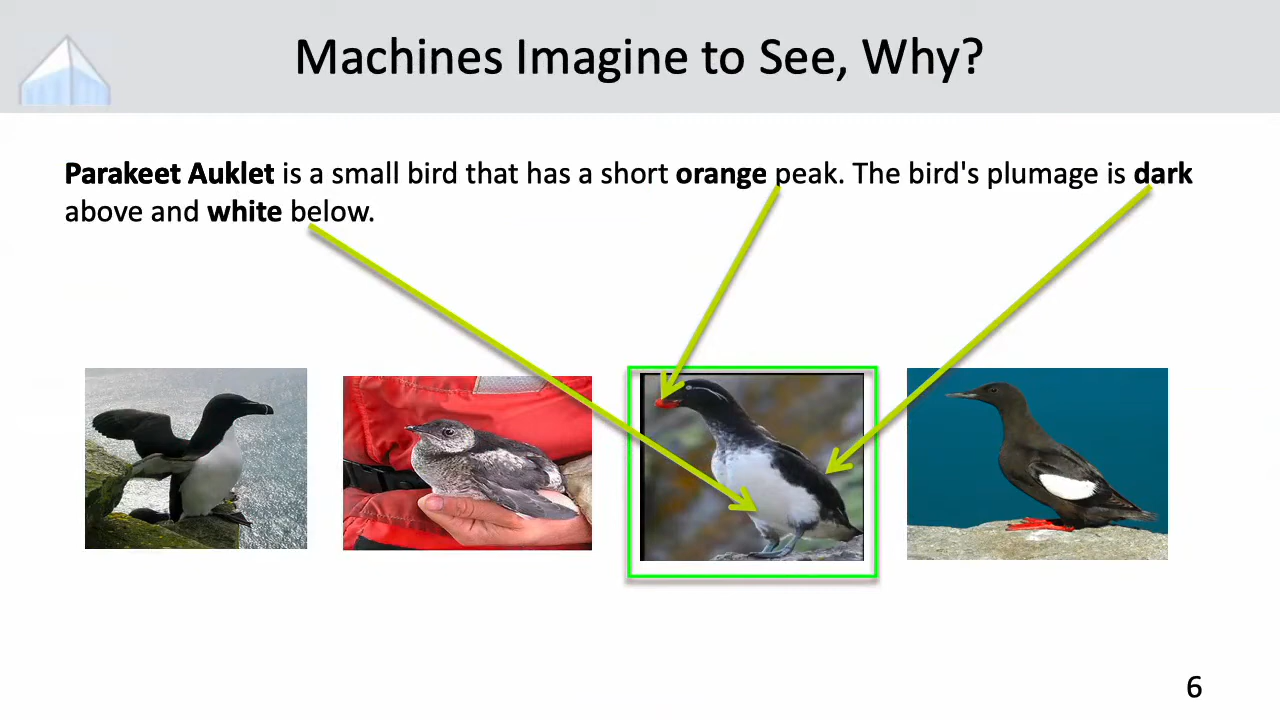 Machines Imagine to See, Why?
Parakeet Auklet is a small bird that has a short orange peak. The bird's plumage is dark
above and white below.
6